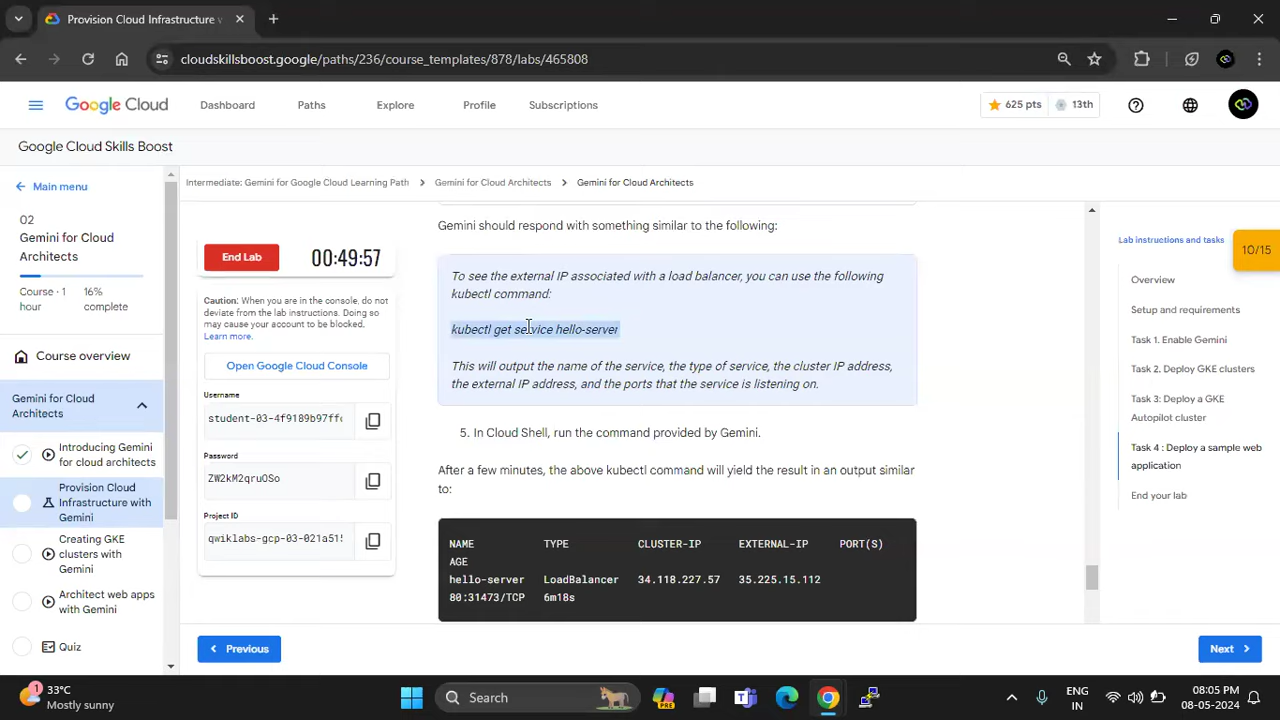 Provision Cloud Infrastructure w
cloudskillsboost.google/paths/236/course_templates/878/labs/465808
Google Cloud
Dashboard
Paths
Explore
Profile
Subscriptions
625 pts
13th
Google Cloud Skills Boost
Main menu
Intermediate: Gemini for Google Cloud Learning Path
Gemini for Cloud Architects
Gemini for Cloud Architects
02
Gemini for Cloud
Architects
Course · 1
hour
16%
complete
Course overview
Gemini for Cloud
Architects
Introducing Gemini
for cloud architects
Provision Cloud
Infrastructure with
Gemini
Creating GKE
clusters with
Gemini
Architect web apps
with Gemini
Quiz
End Lab
00:49:57
Caution: When you are in the console, do not
deviate from the lab instructions. Doing so
may cause your account to be blocked.
Learn more.
Open Google Cloud Console
Username
student-03-4f9189b97ff
Password
ZW2kM2qruOSo
Project ID
qwiklabs-gcp-03-021a515
Gemini should respond with something similar to the following:
To see the external IP associated with a load balancer, you can use the following
kubectl command:
kubectl get service hello-server
This will output the name of the service, the type of service, the cluster IP address,
the external IP address, and the ports that the service is listening on.
5. In Cloud Shell, run the command provided by Gemini.
After a few minutes, the above kubectl command will yield the result in an output similar
to:
NAME TYPE CLUSTER-IP EXTERNAL-IP PORT(S)
AGE
hello-server LoadBalancer 34.118.227.57 35.225.15.112
80:31473/TCP 6m18s
Lab instructions and tasks
10/15
Overview
Setup and requirements
Task 1. Enable Gemini
Task 2. Deploy GKE clusters
Task 3: Deploy a GKE
Autopilot cluster
Task 4 : Deploy a sample web
application
End your lab
Previous
Next
1
33°C
Mostly sunny
Search
PRE
ENG
IN
08:05 PM
08-05-2024